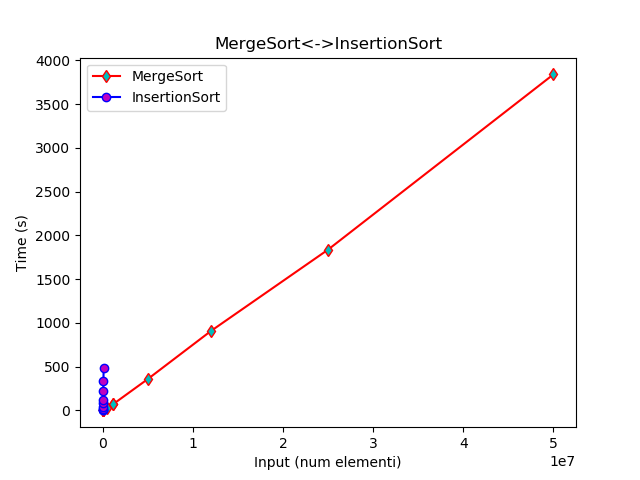 MergeSort<->InsertionSort
MergeSort
InsertionSort
Time (s)
4000
3500
3000
2500
2000
1500
1000
500
0
0 1 2 3 4 5
1e7
Input (num elementi)